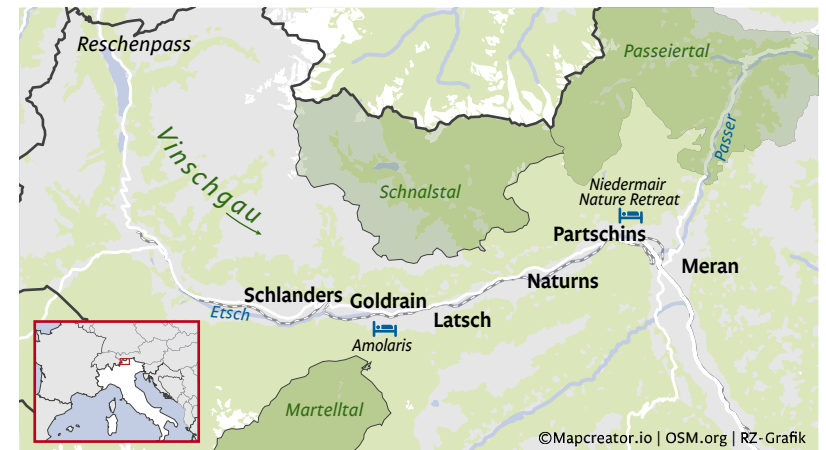 Reschenpass
Passeiertal
Passer
Vinschgau
Schnalstal
Niedermair
Nature Retreat
Partschins
Meran
Naturns
Schlanders
Goldrain
Etsch
Latsch
Amolaris
Martelltal
©Mapcreator.io | OSM.org | RZ-Grafik